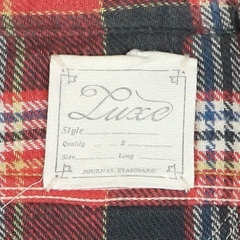 Luxe
Style
Quality S
Size Long
JOURNAL STANDARD